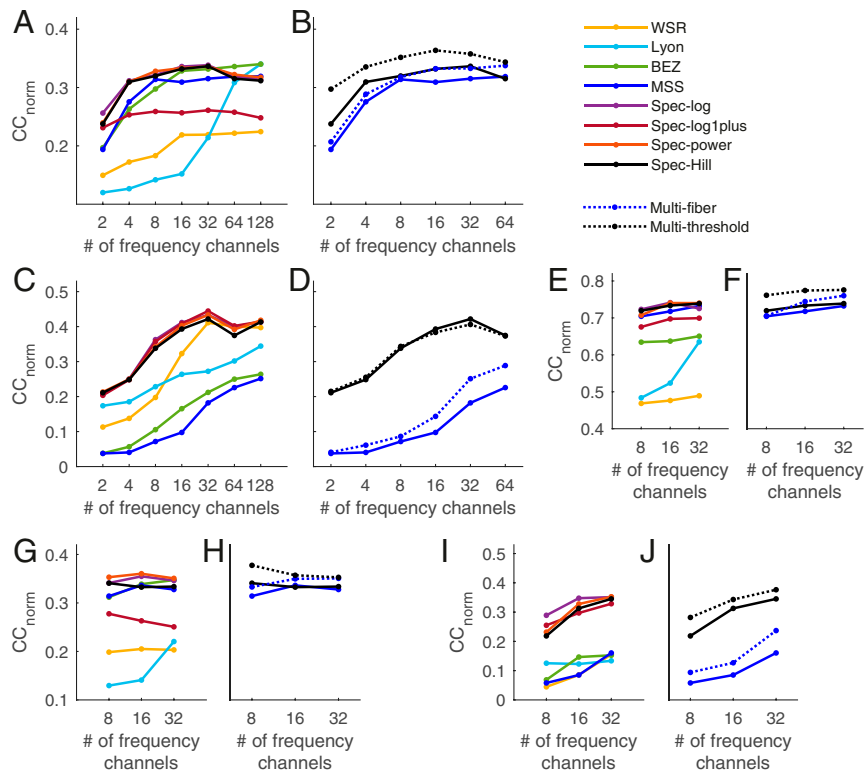 A
B
CCnorm
0.4
0.3
0.2
2 4 8 16 32 64 128
# of frequency channels
2 4 8 16 32 64
# of frequency channels
WSR
Lyon
BEZ
MSS
Spec-log
Spec-log1plus
Spec-power
Spec-Hill
Multi-fiber
Multi-threshold
C
D
CCnorm
0.5
0.4
0.3
0.2
0.1
0
2 4 8 16 32 64 128
# of frequency channels
2 4 8 16 32 64
# of frequency channels
E
F
CCnorm
0.8
0.7
0.6
0.5
0.4
8 16 32
# of frequency
channels
8 16 32
# of frequency
channels
G
H
CCnorm
0.4
0.3
0.2
0.1
8 16 32
# of frequency
channels
8 16 32
# of frequency
channels
I
J
CCnorm
0.5
0.4
0.3
0.2
0.1
0
8 16 32
# of frequency
channels
8 16 32
# of frequency
channels